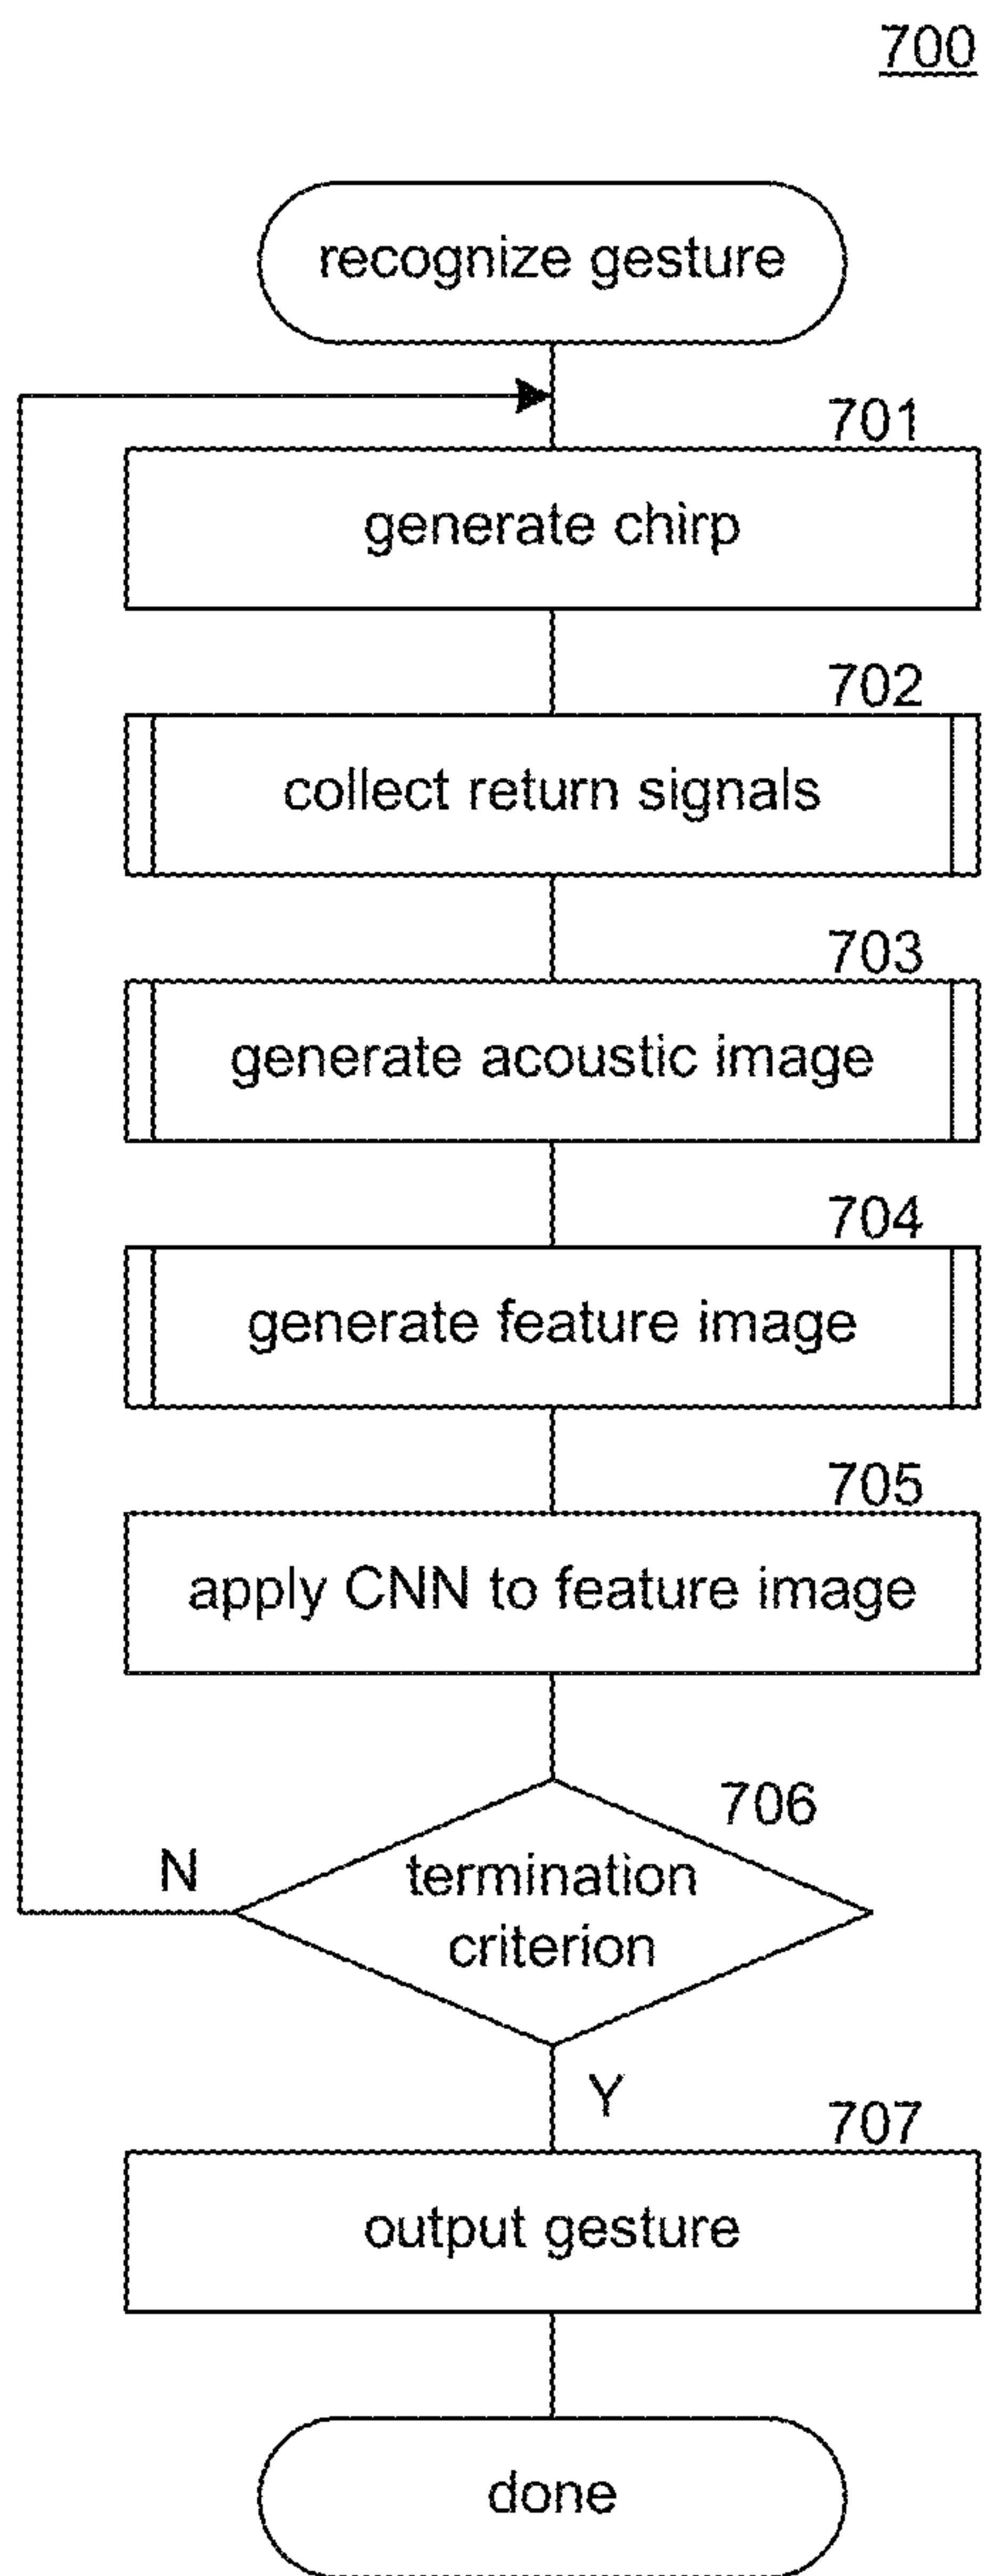 700
recognize gesture
701
generate chirp
702
collect return signals
703
generate acoustic image
704
generate feature image
705
apply CNN to feature image
706
termination
criterion
N
Y
707
output gesture
done